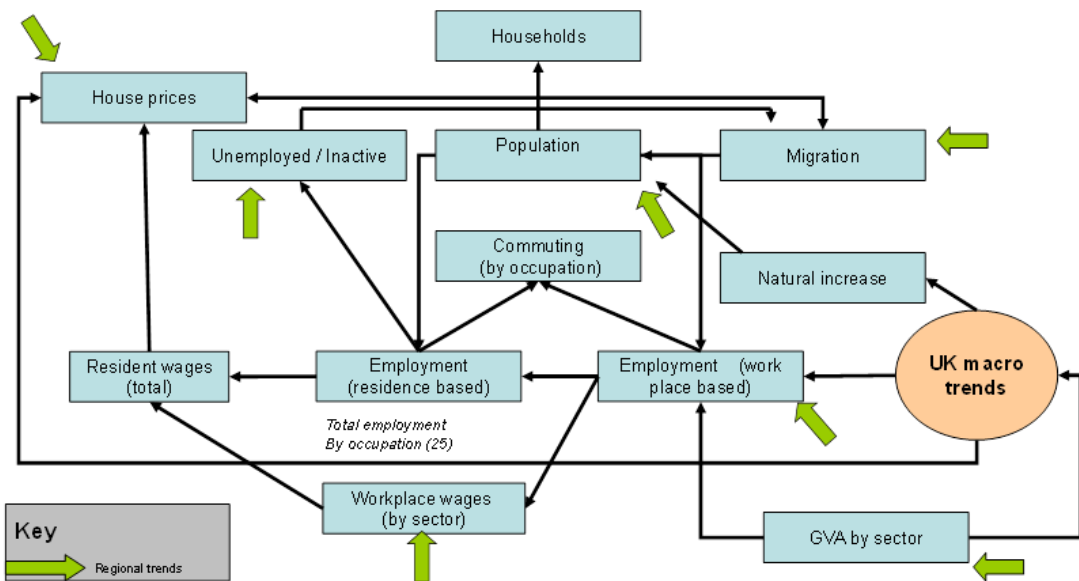 Households
House prices
Unemployed / Inactive
Population
Migration
Commuting
(by occupation)
Natural increase
Resident wages
(total)
Employment
(residence based)
Employment (work
place based)
UK macro
trends
Total employment
By occupation (25)
Workplace wages
(by sector)
GVA by sector
Key
Regional trends